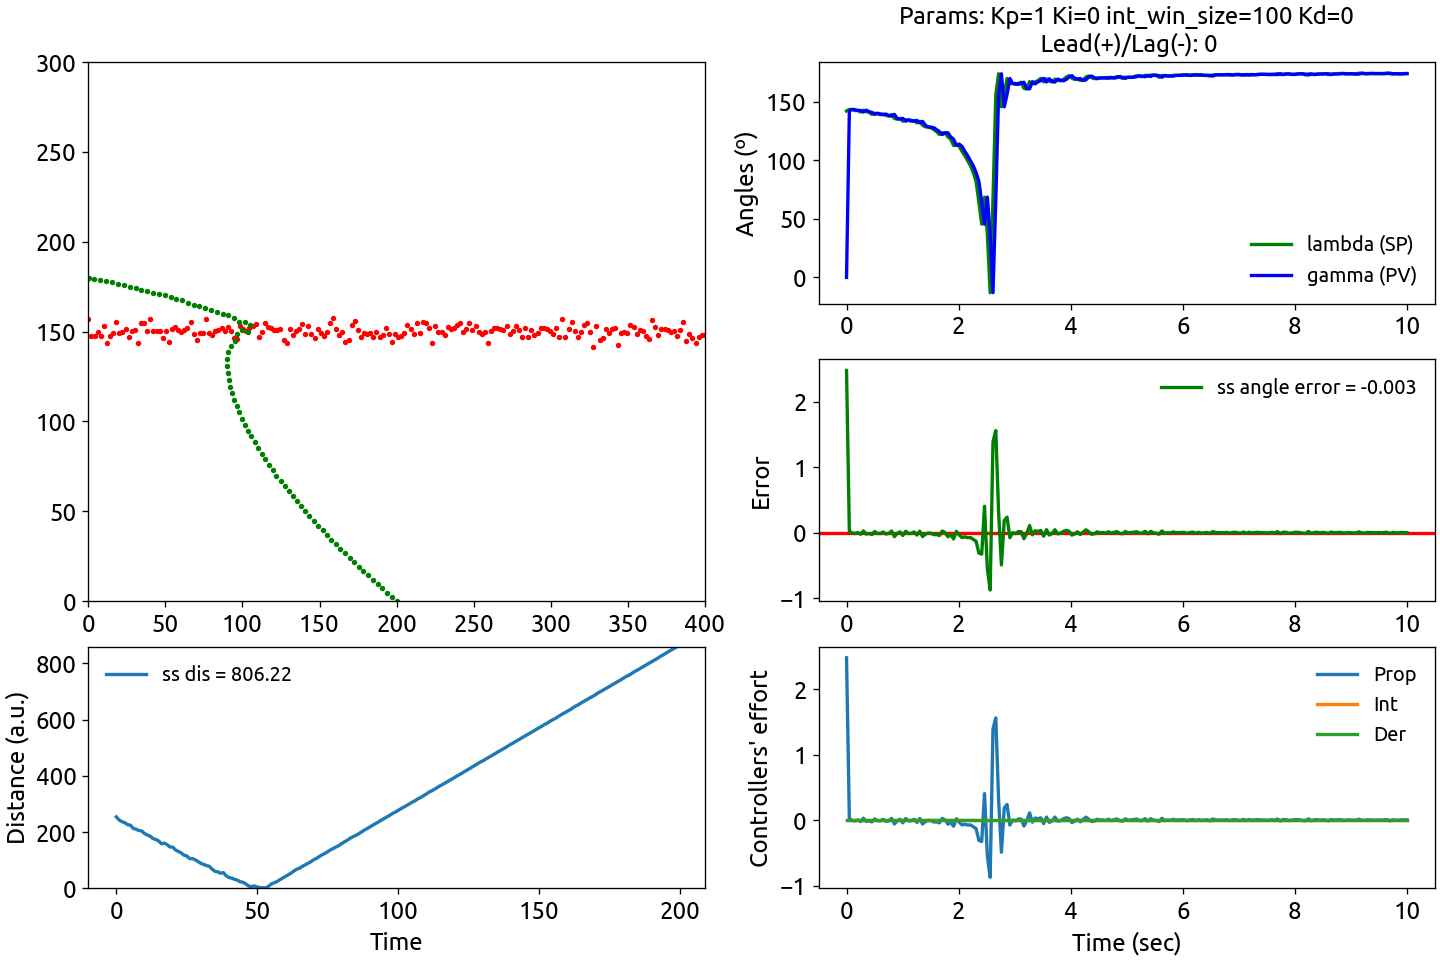 Params: Kp=1 Ki=0 int_win_size=100 Kd=0
Lead(+)/Lag(-): 0
300
250
200
150
100
50
0
0 50 100 150 200 250 300 350 400
Angles (º)
150
100
50
0
lambda (SP)
gamma (PV)
0 2 4 6 8 10
Error
2
1
0
−1
ss angle error = -0.003
0 2 4 6 8 10
Distance (a.u.)
800
600
400
200
0
ss dis = 806.22
0 50 100 150 200
Time
Controllers' effort
2
1
0
−1
Prop
Int
Der
0 2 4 6 8 10
Time (sec)